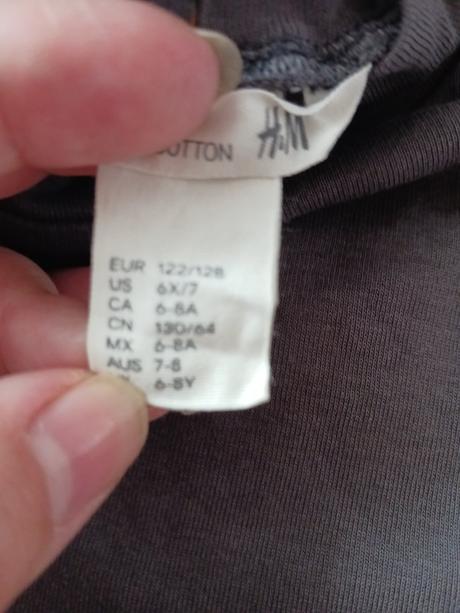 COTTON H&M
EUR 122/128
US 6X/7
CA 6-8A
CN 130/64
MX 6-8A
AUS 7-8
6-8Y